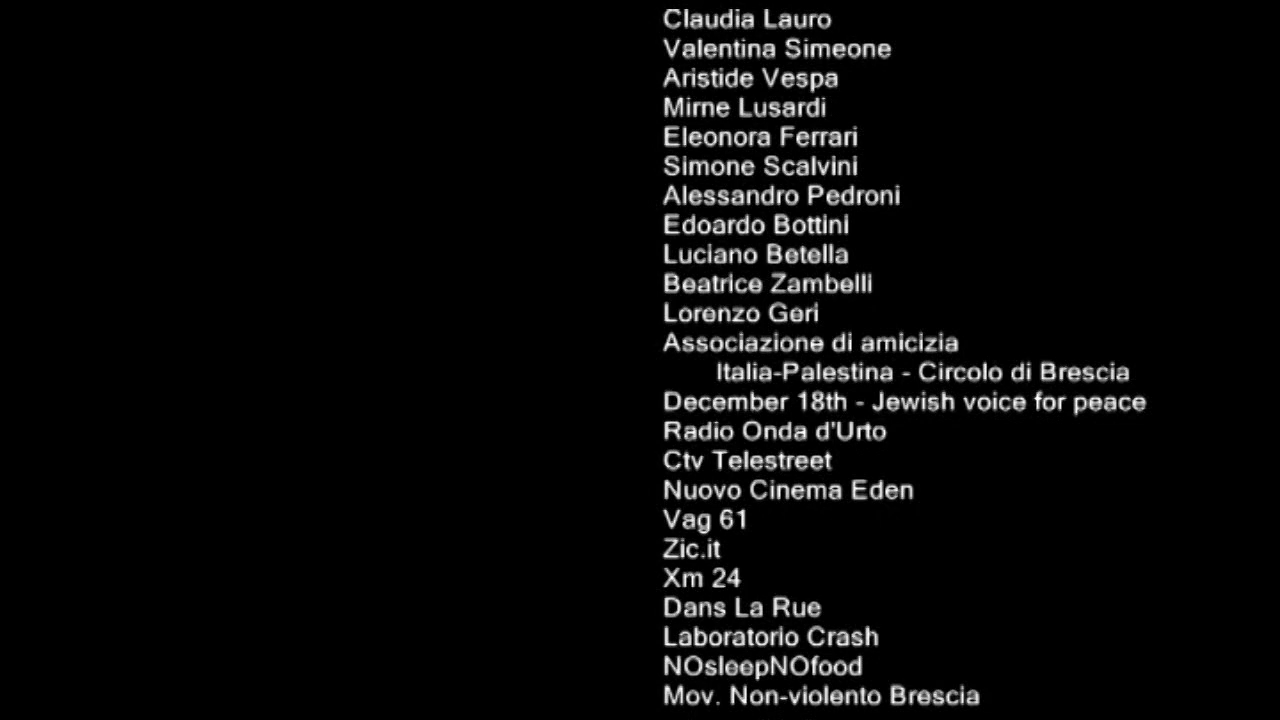 Claudia Lauro
Valentina Simeone
Aristide Vespa
Mirne Lusardi
Eleonora Ferrari
Simone Scalvini
Alessandro Pedroni
Edoardo Bottini
Luciano Betella
Beatrice Zambelli
Lorenzo Geri
Associazione di amicizia
Italia-Palestina - Circolo di Brescia
December 18th - Jewish voice for peace
Radio Onda d'Urto
Ctv Telestreet
Nuovo Cinema Eden
Vag 61
Zic.it
Xm 24
Dans La Rue
Laboratorio Crash
NOsleepNOfood
Mov. Non-violento Brescia